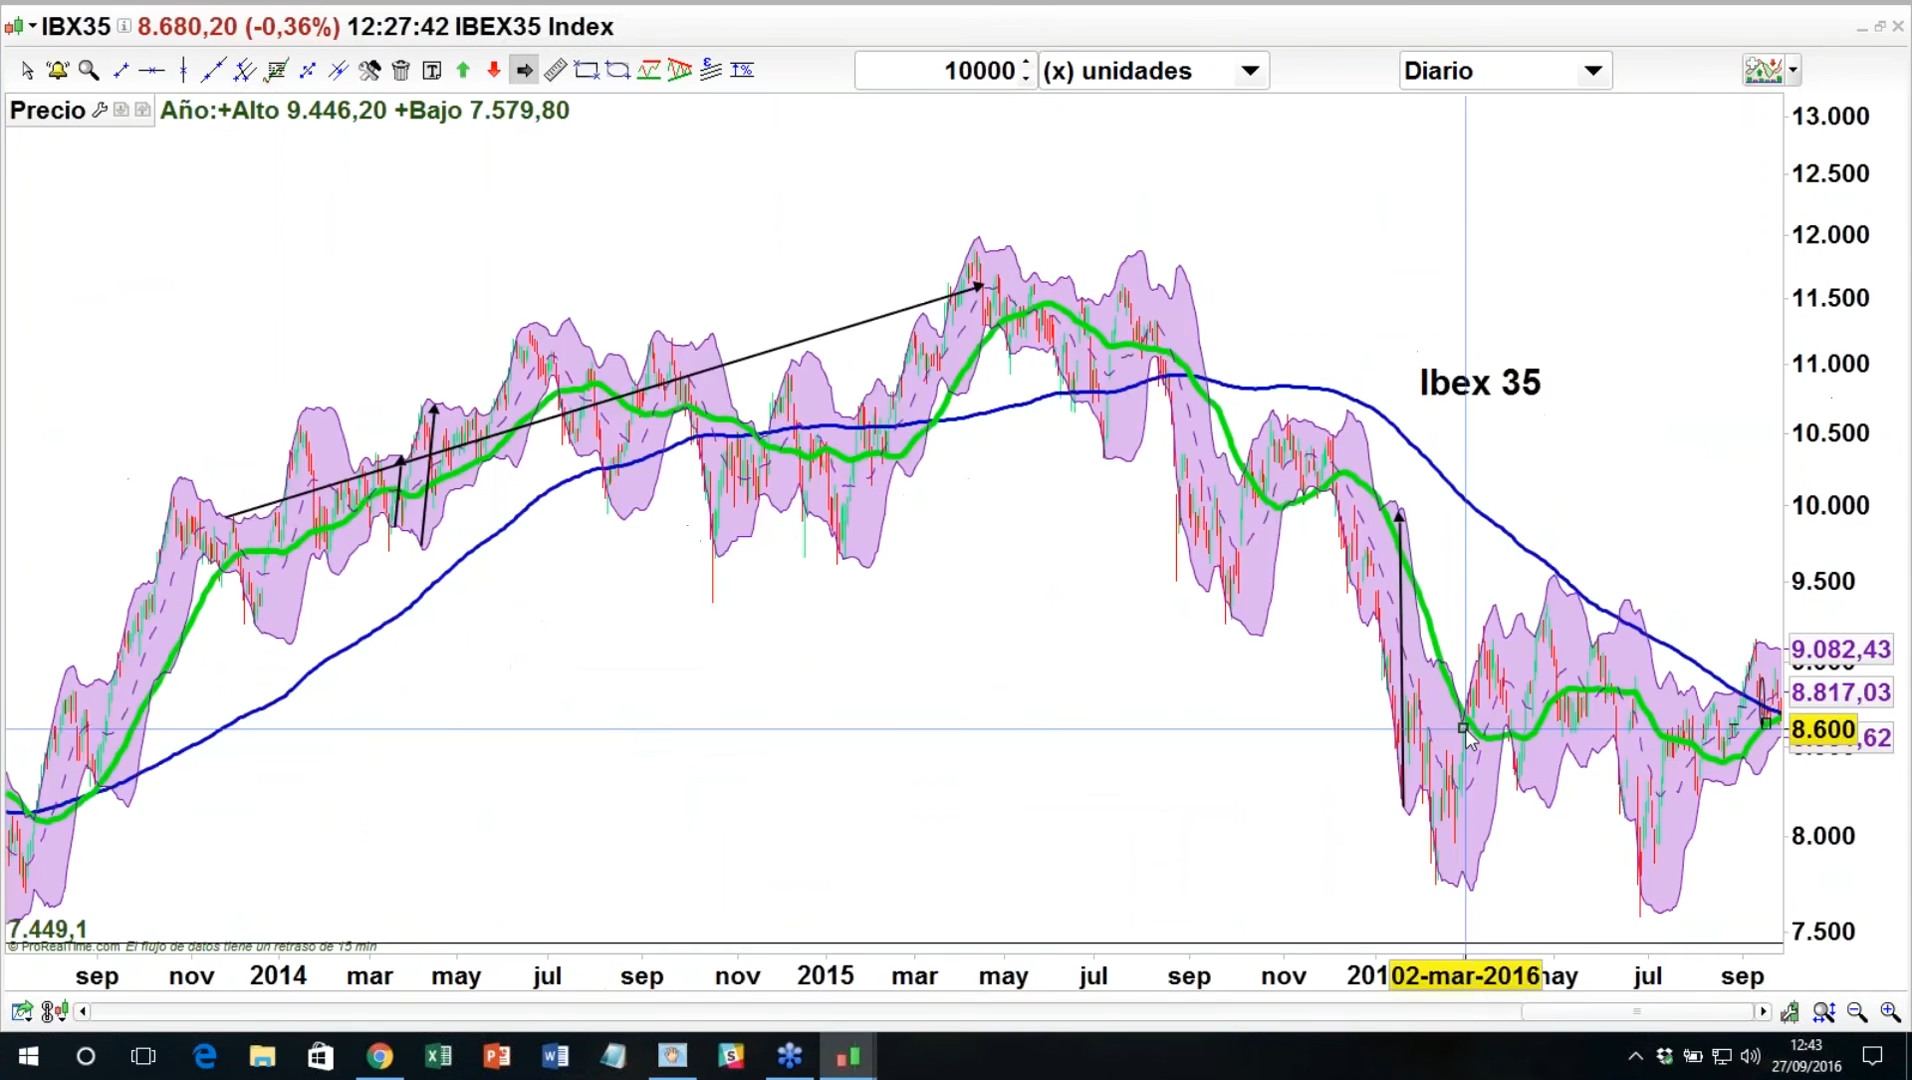 IBX35 8.680,20 (-0,36%) 12:27:42 IBEX35 Index
10000 (x) unidades Diario
Precio Año:+Alto 9.446,20 +Bajo 7.579,80
13.000
12.500
12.000
11.500
11.000
Ibex 35
10.500
10.000
9.500
9.082,43
8.817,03
8.600
,62
8.000
7.449,1
7.500
© ProRealTime.com El flujo de datos tiene un retraso de 15 min
sep nov 2014 mar may jul sep nov 2015 mar may jul sep nov 201 02-mar-2016 may jul sep
12:43
27/09/2016